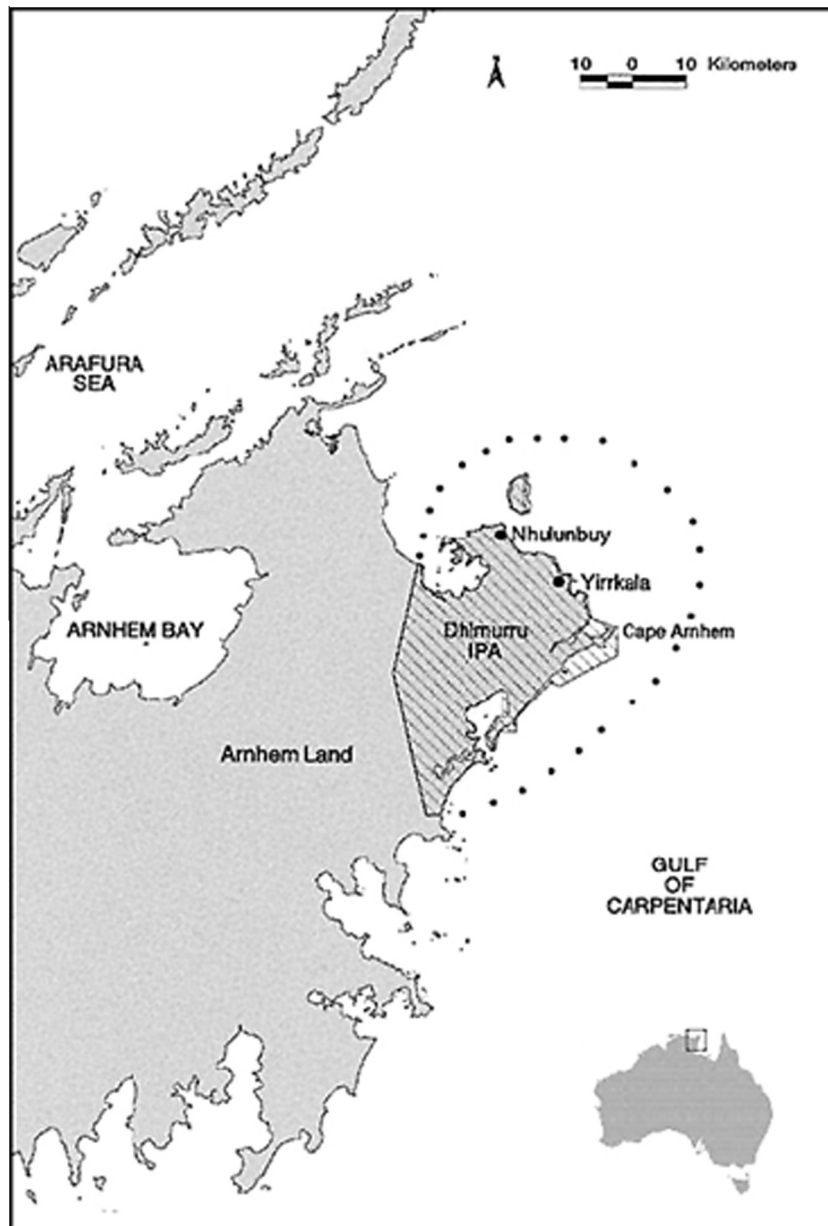 10 0 10 Kilometers
ARAFURA
SEA
Nhulunbuy
Yirrkala
ARNHEM BAY
Dhimurru
IPA
Cape Arnhem
Arnhem Land
GULF
OF
CARPENTARIA